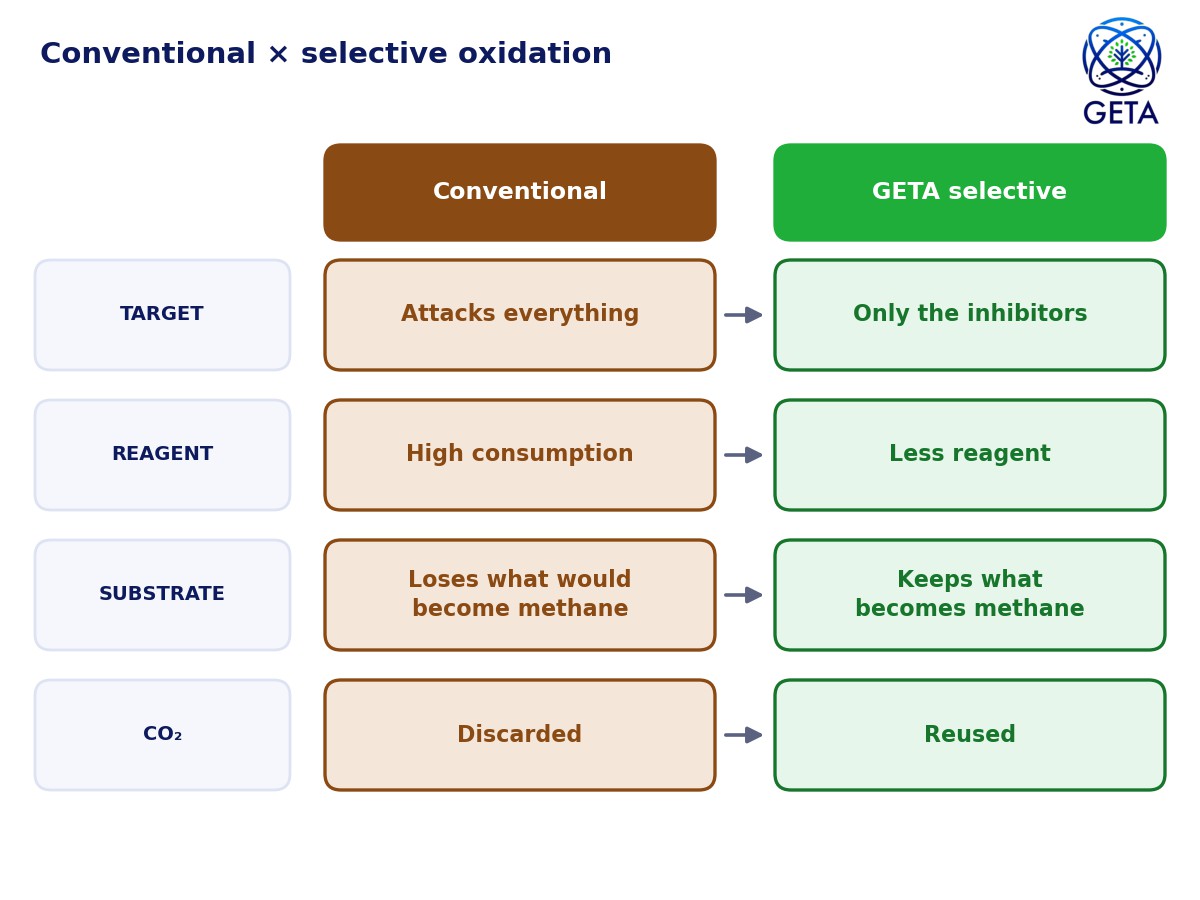 Conventional × selective oxidation
GETA
Conventional
GETA selective
TARGET
Attacks everything
Only the inhibitors
REAGENT
High consumption
Less reagent
SUBSTRATE
Loses what would
become methane
Keeps what
becomes methane
CO₂
Discarded
Reused